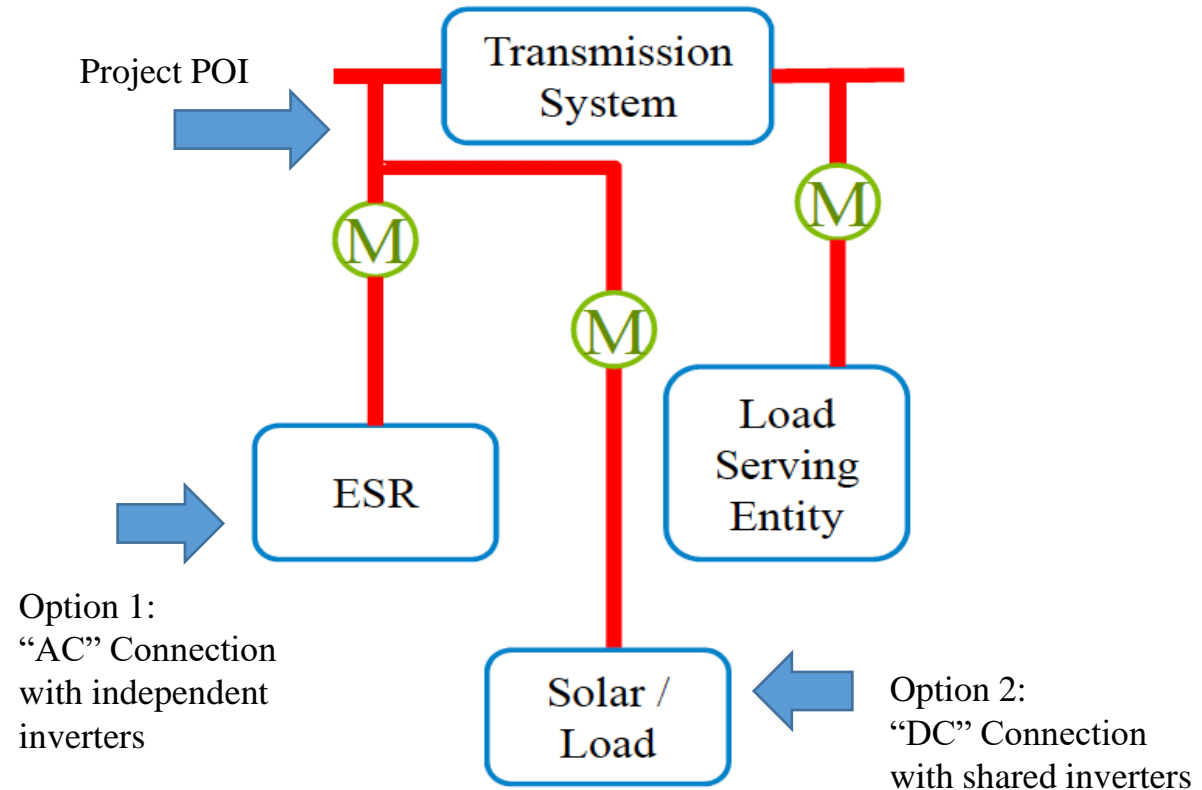 Project POI
Transmission
System
M
M
M
ESR
Load
Serving
Entity
Option 1:
“AC” Connection
with independent
inverters
Solar /
Load
Option 2:
“DC” Connection
with shared inverters